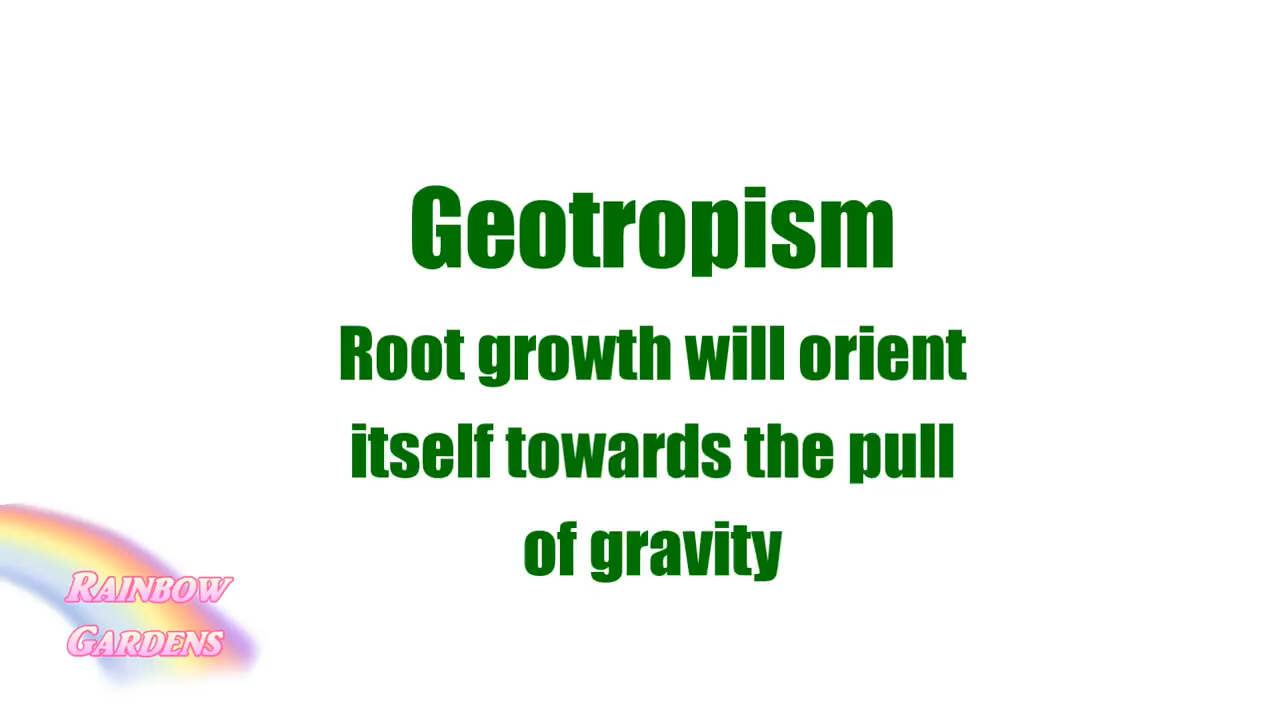 Geotropism
Root growth will orient
itself towards the pull
of gravity
RAINBOW
GARDENS